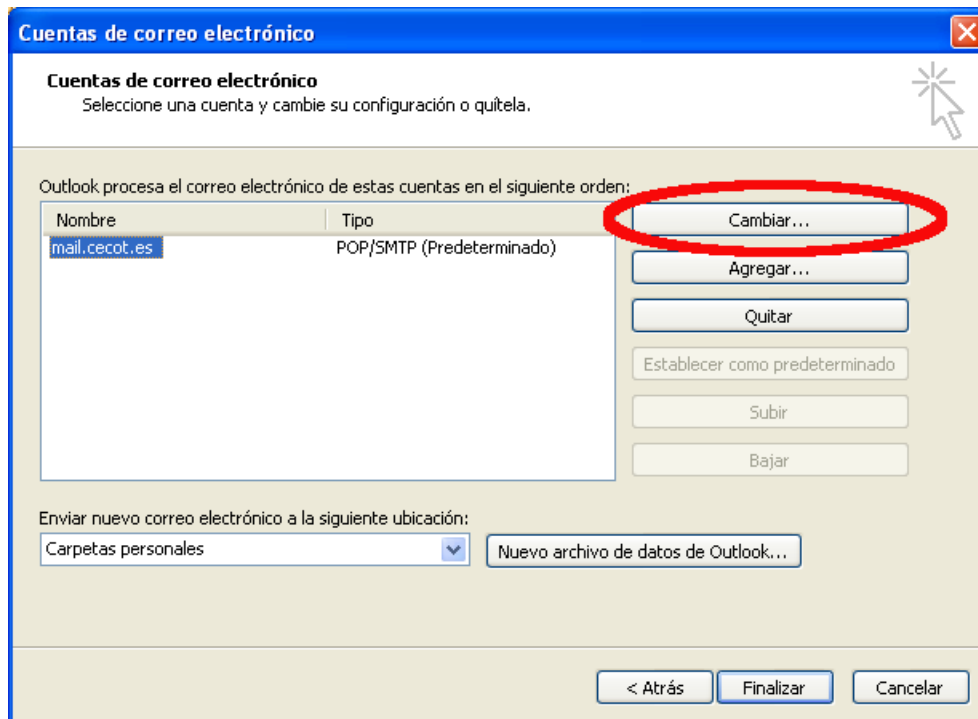 Cuentas de correo electrónico
Cuentas de correo electrónico
Seleccione una cuenta y cambie su configuración o quítela.
Outlook procesa el correo electrónico de estas cuentas en el siguiente orden:
Nombre Tipo
mail.cecot.es POP/SMTP (Predeterminado)
Cambiar...
Agregar...
Quitar
Establecer como predeterminado
Subir
Bajar
Enviar nuevo correo electrónico a la siguiente ubicación:
Carpetas personales
Nuevo archivo de datos de Outlook...
< Atrás Finalizar Cancelar